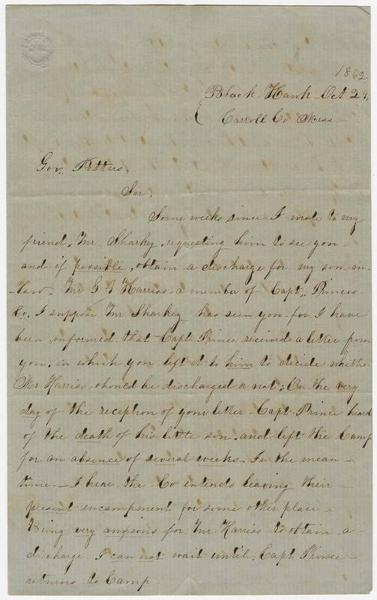 1862
Black Hawk Oct 29,
Carroll Co Miss
Gov, Pettus,
Sir,
Some weeks since I wrote to my
friend, Mr Sharkey, requesting him to see you
and if possible, obtain a discharge for my son-in-
law. Mr G Harriss a member of Capt, Princes
Co, I suppose Mr Sharkey has seen you for I have
been informed that Capt Prince received a letter from
you, in which you left it to him to decide whether
Mr Harriss should be discharged or not, On the very
day of the reception of your letter Capt Prince heard
of the death of his little son, and left the Camp
for an absence of several weeks. In the mean
time I hear the Co intends leaving their
present encampment for some other place
Being very anxious for Mr Harriss to obtain a
discharge I can not wait until Capt Prince
returns to Camp